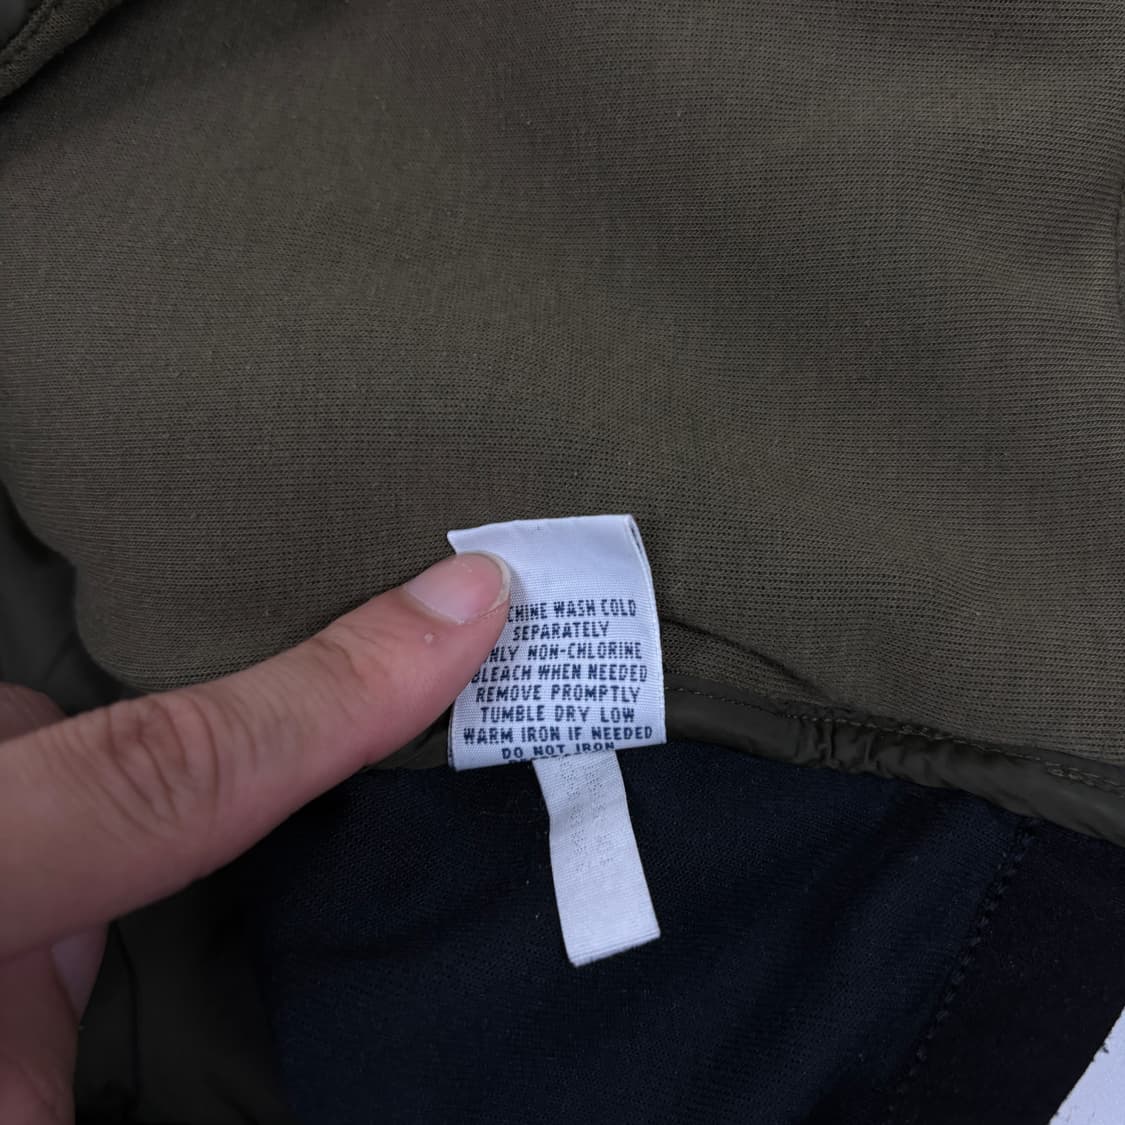 CHINE WASH COLD
SEPARATELY
NLY NON-CHLORINE
BLEACH WHEN NEEDED
REMOVE PROMPTLY
TUMBLE DRY LOW
WARM IRON IF NEEDED
DO NOT IRON